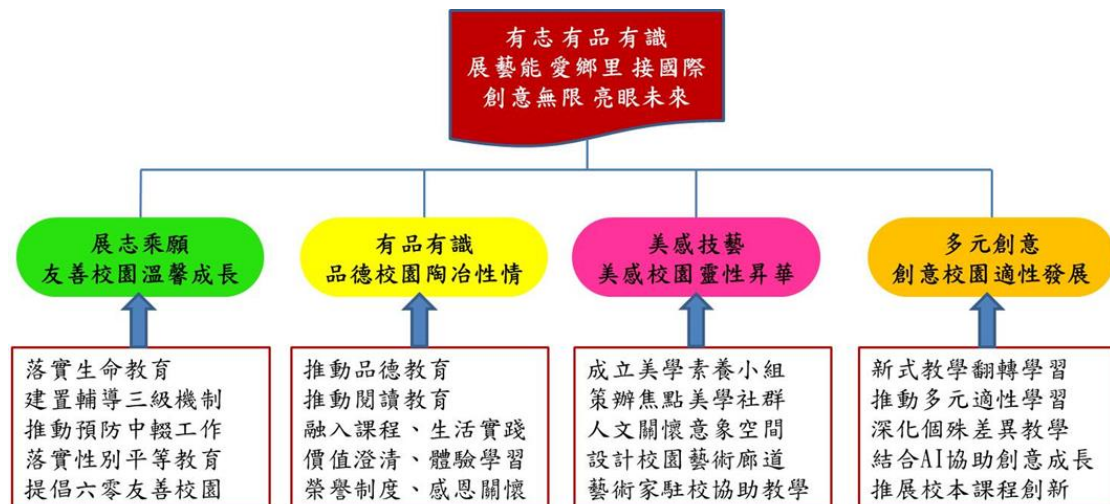 有志 有品 有識
展藝能 愛鄉里 接國際
創意無限 亮眼未來
展志乘願
友善校園溫馨成長
有品有識
品德校園陶冶性情
美感技藝
美感校園靈性昇華
多元創意
創意校園適性發展
落實生命教育
建置輔導三級機制
推動預防中輟工作
落實性別平等教育
提倡六零友善校園
推動品德教育
推動閱讀教育
融入課程、生活實踐
價值澄清、體驗學習
榮譽制度、感恩關懷
成立美學素養小組
策辦焦點美學社群
人文關懷意象空間
設計校園藝術廊道
藝術家駐校協助教學
新式教學翻轉學習
推動多元適性學習
深化個殊差異教學
結合AI協助創意成長
推展校本課程創新